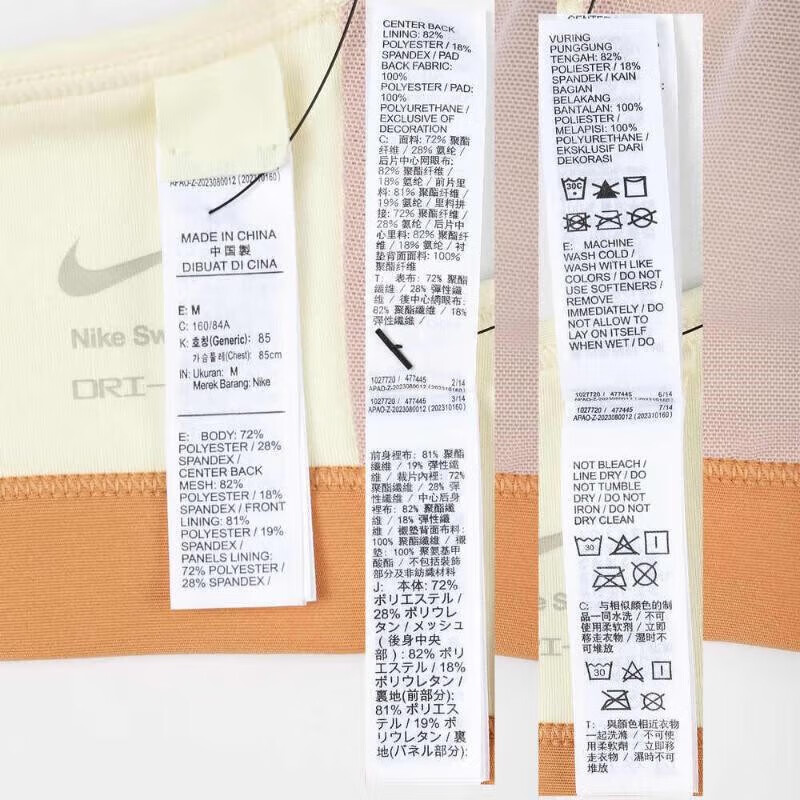 APAO-Z-2023080012 (202310160)
MADE IN CHINA
中 国 製
DIBUAT DI CINA
E: M
C: 160/84A
K: 호칭(Generic): 85
가슴둘레(Chest): 85cm
IN: Ukuran: M
Merek Barang: Nike
E: BODY: 72%
POLYESTER / 28%
SPANDEX /
CENTER BACK
MESH: 82%
POLYESTER / 18%
SPANDEX / FRONT
LINING: 81%
POLYESTER / 19%
SPANDEX /
PANELS LINING:
72% POLYESTER /
28% SPANDEX /
Nike Sw
DRI-
CENTER BACK
LINING: 82%
POLYESTER / 18%
SPANDEX / PAD
BACK FABRIC:
100%
POLYESTER / PAD:
100%
POLYURETHANE /
EXCLUSIVE OF
DECORATION
C: 面料: 72% 聚酯
纤维 / 28% 氨纶 /
后片中心网眼布:
82% 聚酯纤维 /
18% 氨纶 / 前片里
料: 81% 聚酯纤维 /
19% 氨纶 / 里料拼
接: 72% 聚酯纤维 /
28% 氨纶 / 后片中
心里料: 82% 聚酯纤
维 / 18% 氨纶 / 衬
垫背面面料: 100%
聚酯纤维
T: 表布: 72% 聚酯
纖維 / 28% 彈性纖
維 / 後中心網眼布:
82% 聚酯纖維 / 18%
彈性纖維 /
1027720 / 477445 2/14
APAO-Z-2023080012 (202310160)
1027720 / 477445 3/14
APAO-Z-2023080012 (202310160)
前身裡布: 81% 聚酯
纖維 / 19% 彈性纖
維 / 裁片內裡: 72%
聚酯纖維 / 28% 彈
性纖維 / 中心后身
裡布: 82% 聚酯纖維
/ 18% 彈性纖維 /
襯墊背面布料:
100% 聚酯纖維 / 襯
墊: 100% 聚氨基甲
酸酯 / 不包括裝飾
部分及非紡織材料
J: 本体: 72%
ポリエステル /
28% ポリウレ
タン / メッシュ
(後身中央
部): 82% ポリ
エステル / 18%
ポリウレタン /
裏地(前部分):
81% ポリエス
テル / 19% ポ
リウレタン /
裏地(パネル部分):
VURING
PUNGGUNG
TENGAH: 82%
POLIESTER / 18%
SPANDEK / KAIN
BAGIAN
BELAKANG
BANTALAN: 100%
POLIESTER /
MELAPISI: 100%
POLYURETHANE /
EKSKLUSIF DARI
DEKORASI
30C
E: MACHINE
WASH COLD /
WASH WITH LIKE
COLORS / DO NOT
USE SOFTENERS /
REMOVE
IMMEDIATELY / DO
NOT ALLOW TO
LAY ON ITSELF
WHEN WET / DO
1027720 / 477445 6/14
APAO-Z-2023080012 (202310160)
1027720 / 477445 7/14
APAO-Z-2023080012 (202310160)
NOT BLEACH /
LINE DRY / DO
NOT TUMBLE
DRY / DO NOT
IRON / DO NOT
DRY CLEAN
30
C: 与相似颜色的制
品一同水洗 / 不可
使用柔软剂 / 立即
移走衣物 / 湿时不
可堆放
30
T: 與顏色相近衣物
一起洗滌 / 不可使
用柔軟劑 / 立即移
走衣物 / 濕時不可
堆放